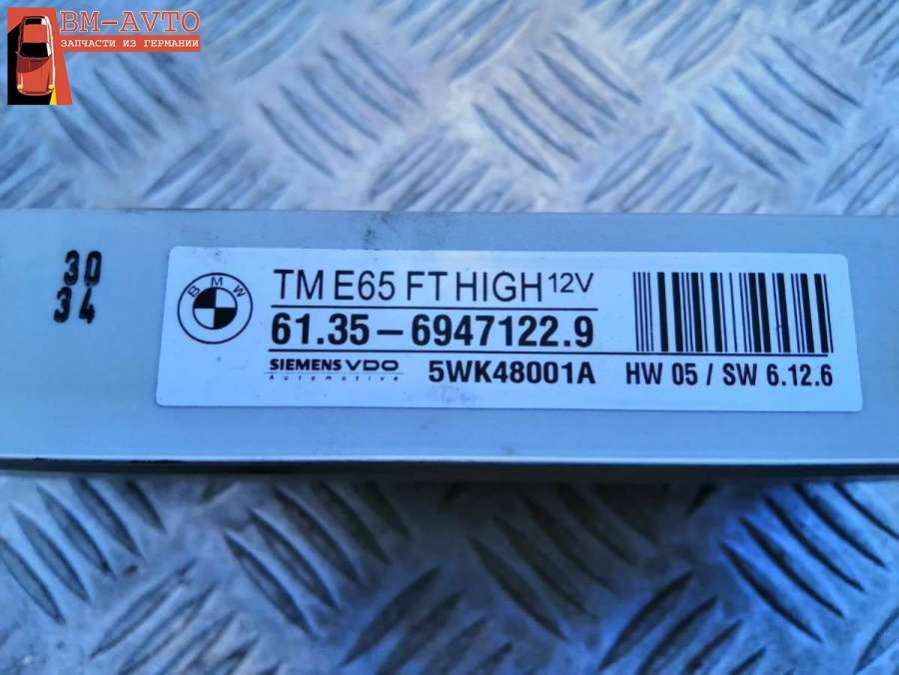 BM-AVTO
ЗАПЧАСТИ ИЗ ГЕРМАНИИ
30
34
BMW
TM E65 FT HIGH 12V
61.35-6947122.9
SIEMENS VDO
Automotive
5WK48001A
HW 05 / SW 6.12.6